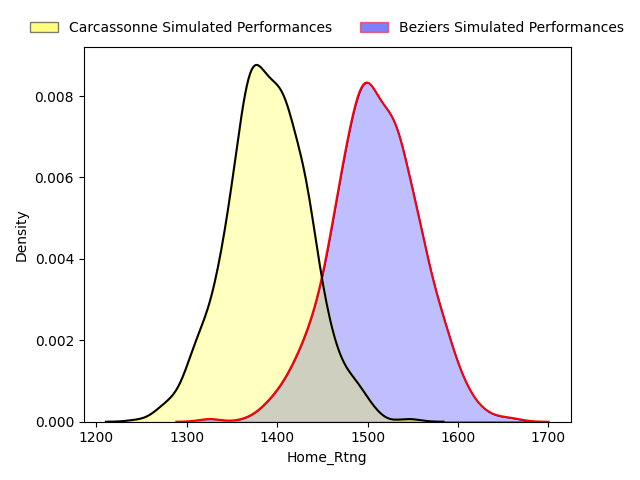 Carcassonne Simulated Performances Beziers Simulated Performances
0.008
0.006
0.004
0.002
0.000
Density
1200 1300 1400 1500 1600 1700
Home_Rtng